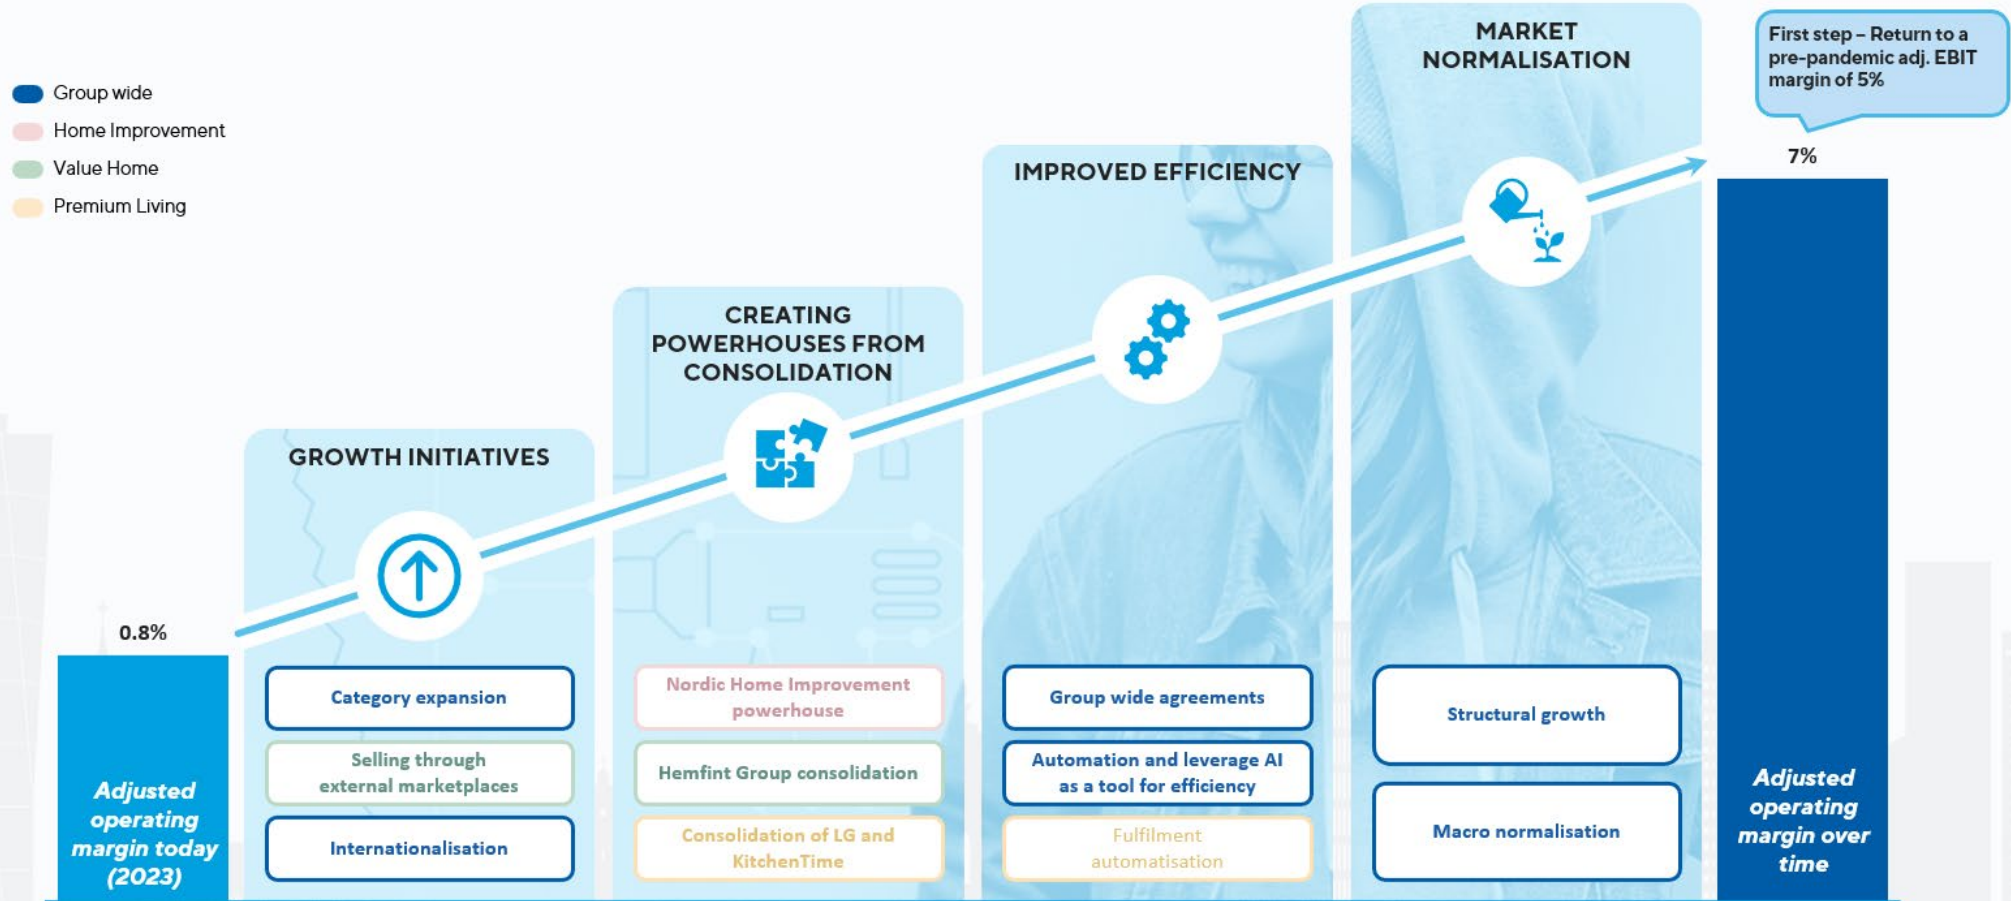 Group wide
Home Improvement
Value Home
Premium Living
0.8%
Adjusted
operating
margin today
(2023)
GROWTH INITIATIVES
Category expansion
Selling through
external marketplaces
Internationalisation
CREATING
POWERHOUSES FROM
CONSOLIDATION
Nordic Home Improvement
powerhouse
Hemfint Group consolidation
Consolidation of LG and
KitchenTime
IMPROVED EFFICIENCY
Group wide agreements
Automation and leverage AI
as a tool for efficiency
Fulfilment
automatisation
MARKET
NORMALISATION
Structural growth
Macro normalisation
First step – Return to a
pre-pandemic adj. EBIT
margin of 5%
7%
Adjusted
operating
margin over
time